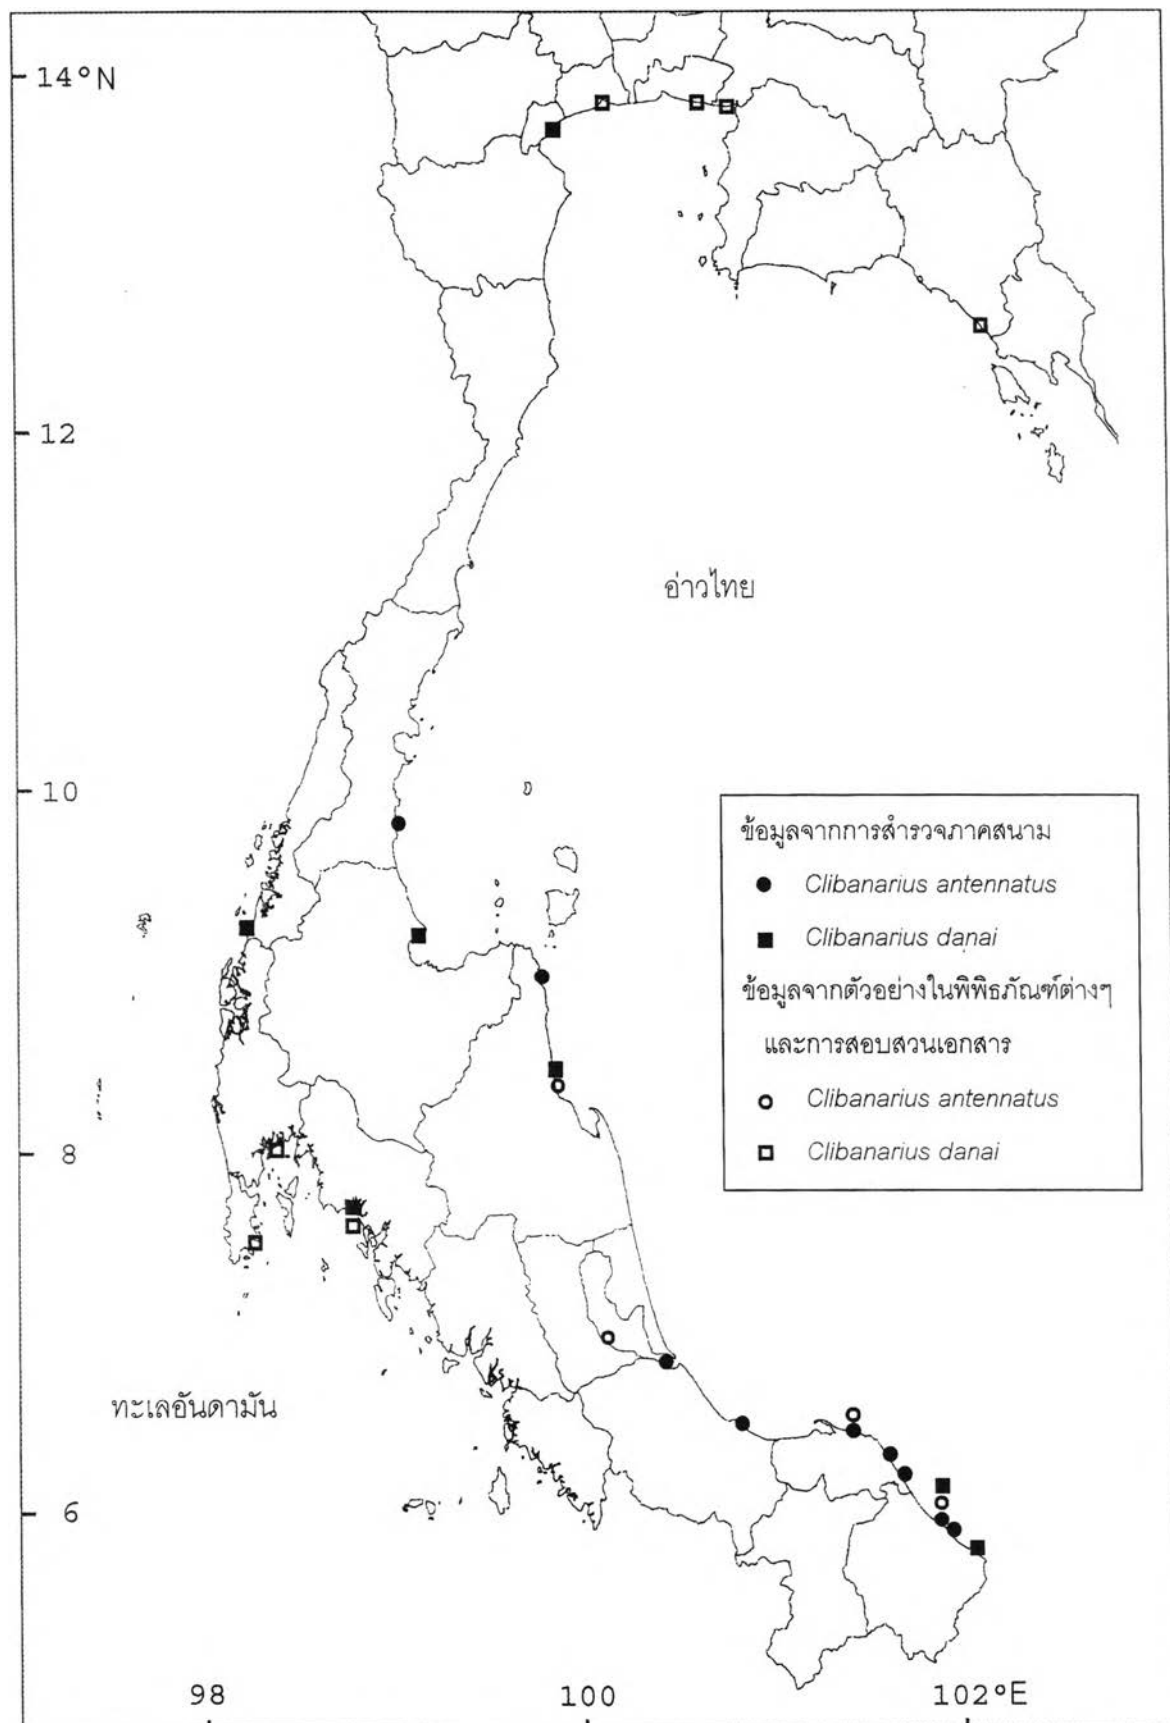 14°N
12
อ่าวไทย
10
ข้อมูลจากการสำรวจภาคสนาม
Clibanarius antennatus
Clibanarius danai
ข้อมูลจากตัวอย่างในพิพิธภัณฑ์ต่างๆ
และการสอบสวนเอกสาร
Clibanarius antennatus
Clibanarius danai
8
ทะเลอันดามัน
6
98 100 102°E